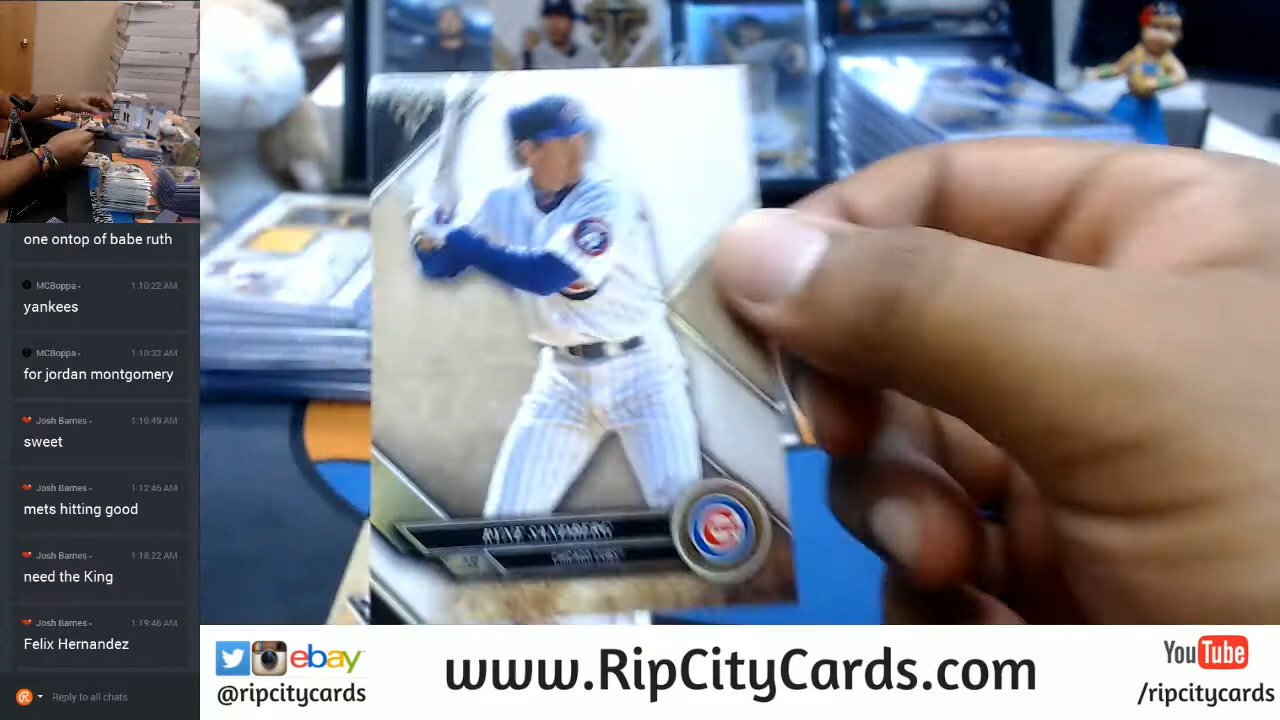 one ontop of babe ruth
MCBoppa
1:10:22 AM
yankees
MCBoppa
1:10:32 AM
for jordan montgomery
Josh Barnes
1:10:49 AM
sweet
Josh Barnes
1:12:46 AM
mets hitting good
Josh Barnes
1:18:22 AM
need the King
Josh Barnes
1:19:46 AM
Felix Hernandez
Reply to all chats
RYNE SANDBERG
ebay
@ripcitycards
www.RipCityCards.com
YouTube
/ripcitycards